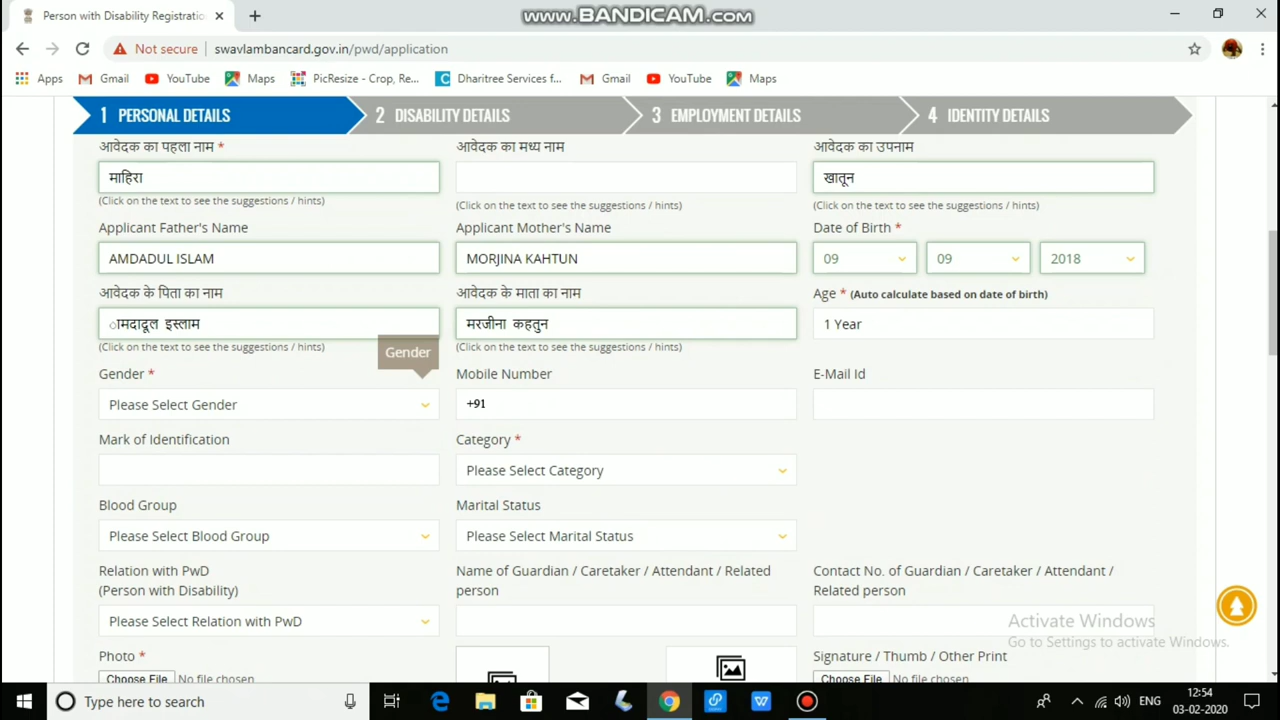 Person with Disability Registratio
www.BANDICAM.com
Not secure swavlambancard.gov.in/pwd/application
Apps Gmail YouTube Maps PicResize - Crop, Re... Dharitree Services f... Gmail YouTube Maps
1 PERSONAL DETAILS 2 DISABILITY DETAILS 3 EMPLOYMENT DETAILS 4 IDENTITY DETAILS
आवेदक का पहला नाम * आवेदक का मध्य नाम आवेदक का उपनाम
माहिरा खातून
(Click on the text to see the suggestions / hints) (Click on the text to see the suggestions / hints) (Click on the text to see the suggestions / hints)
Applicant Father's Name Applicant Mother's Name Date of Birth *
AMDADUL ISLAM MORJINA KAHTUN 09 09 2018
आवेदक के पिता का नाम आवेदक के माता का नाम Age * (Auto calculate based on date of birth)
ामदादूल इस्लाम मरजीना कहतुन 1 Year
(Click on the text to see the suggestions / hints) Gender (Click on the text to see the suggestions / hints)
Gender * Mobile Number E-Mail Id
Please Select Gender +91
Mark of Identification Category *
Please Select Category
Blood Group Marital Status
Please Select Blood Group Please Select Marital Status
Relation with PwD Name of Guardian / Caretaker / Attendant / Related Contact No. of Guardian / Caretaker / Attendant /
(Person with Disability) person Related person
Please Select Relation with PwD
Activate Windows
Go to Settings to activate Windows.
Photo * Signature / Thumb / Other Print
Choose File No file chosen Choose File No file chosen
Type here to search ENG 12:54
03-02-2020